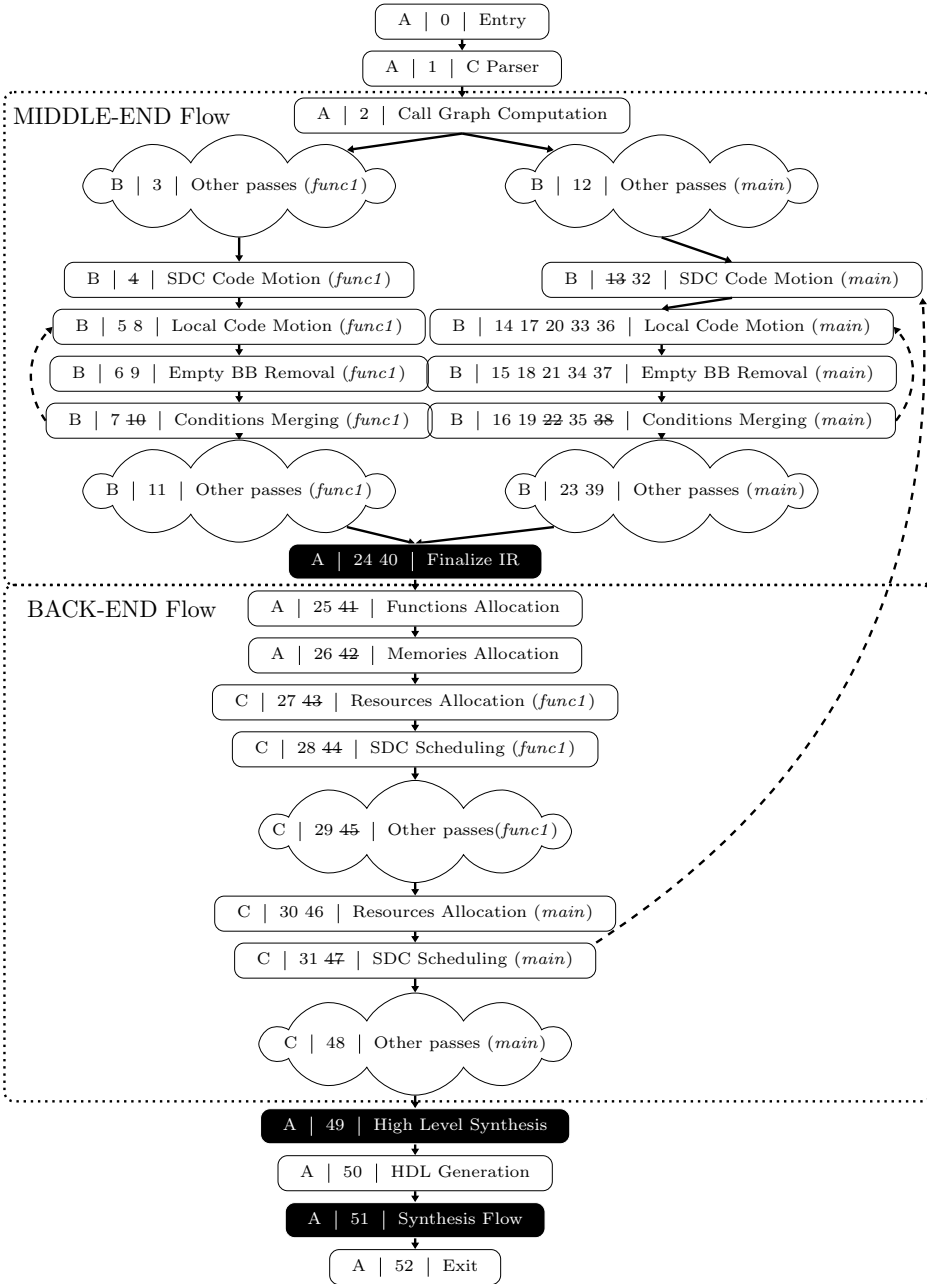 A | 0 | Entry
A | 1 | C Parser
MIDDLE-END Flow
A | 2 | Call Graph Computation
B | 3 | Other passes (func1)
B | 12 | Other passes (main)
B | 4 | SDC Code Motion (func1)
B | 13 32 | SDC Code Motion (main)
B | 5 8 | Local Code Motion (func1)
B | 14 17 20 33 36 | Local Code Motion (main)
B | 6 9 | Empty BB Removal (func1)
B | 15 18 21 34 37 | Empty BB Removal (main)
B | 7 10 | Conditions Merging (func1)
B | 16 19 22 35 38 | Conditions Merging (main)
B | 11 | Other passes (func1)
B | 23 39 | Other passes (main)
A | 24 40 | Finalize IR
BACK-END Flow
A | 25 41 | Functions Allocation
A | 26 42 | Memories Allocation
C | 27 43 | Resources Allocation (func1)
C | 28 44 | SDC Scheduling (func1)
C | 29 45 | Other passes(func1)
C | 30 46 | Resources Allocation (main)
C | 31 47 | SDC Scheduling (main)
C | 48 | Other passes (main)
A | 49 | High Level Synthesis
A | 50 | HDL Generation
A | 51 | Synthesis Flow
A | 52 | Exit